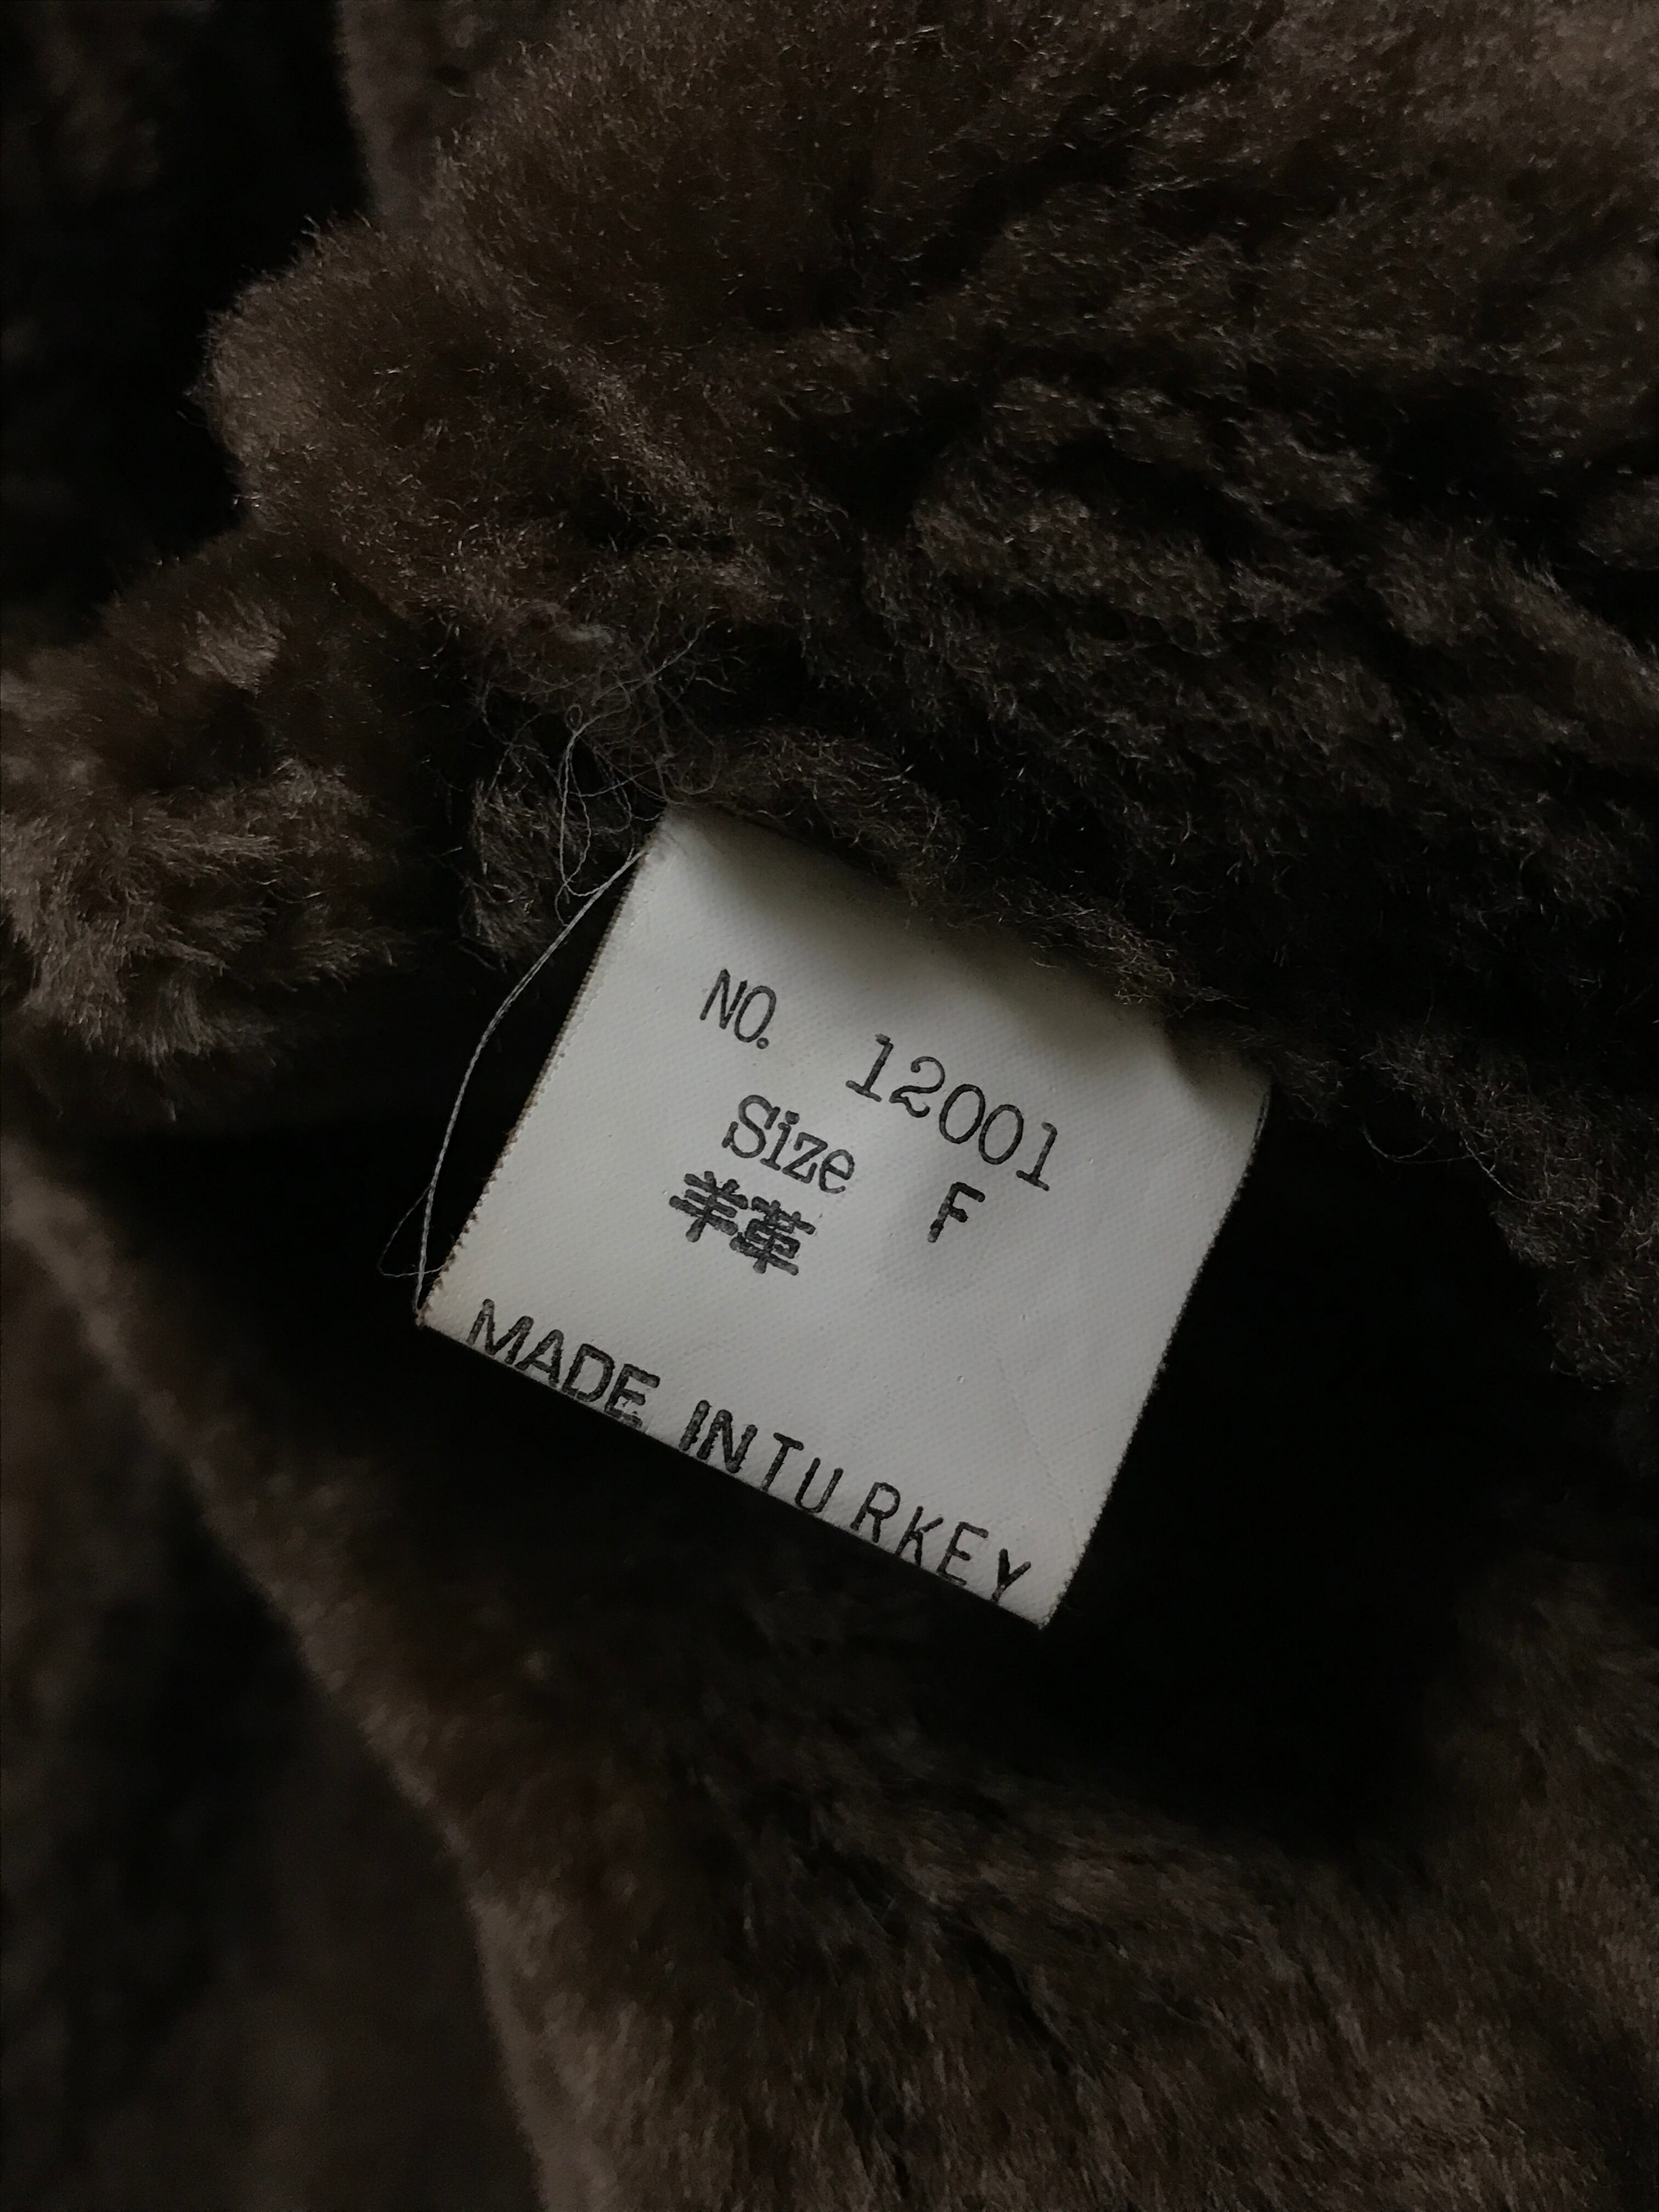 NO. 12001
Size F
羊革
MADE IN TURKEY